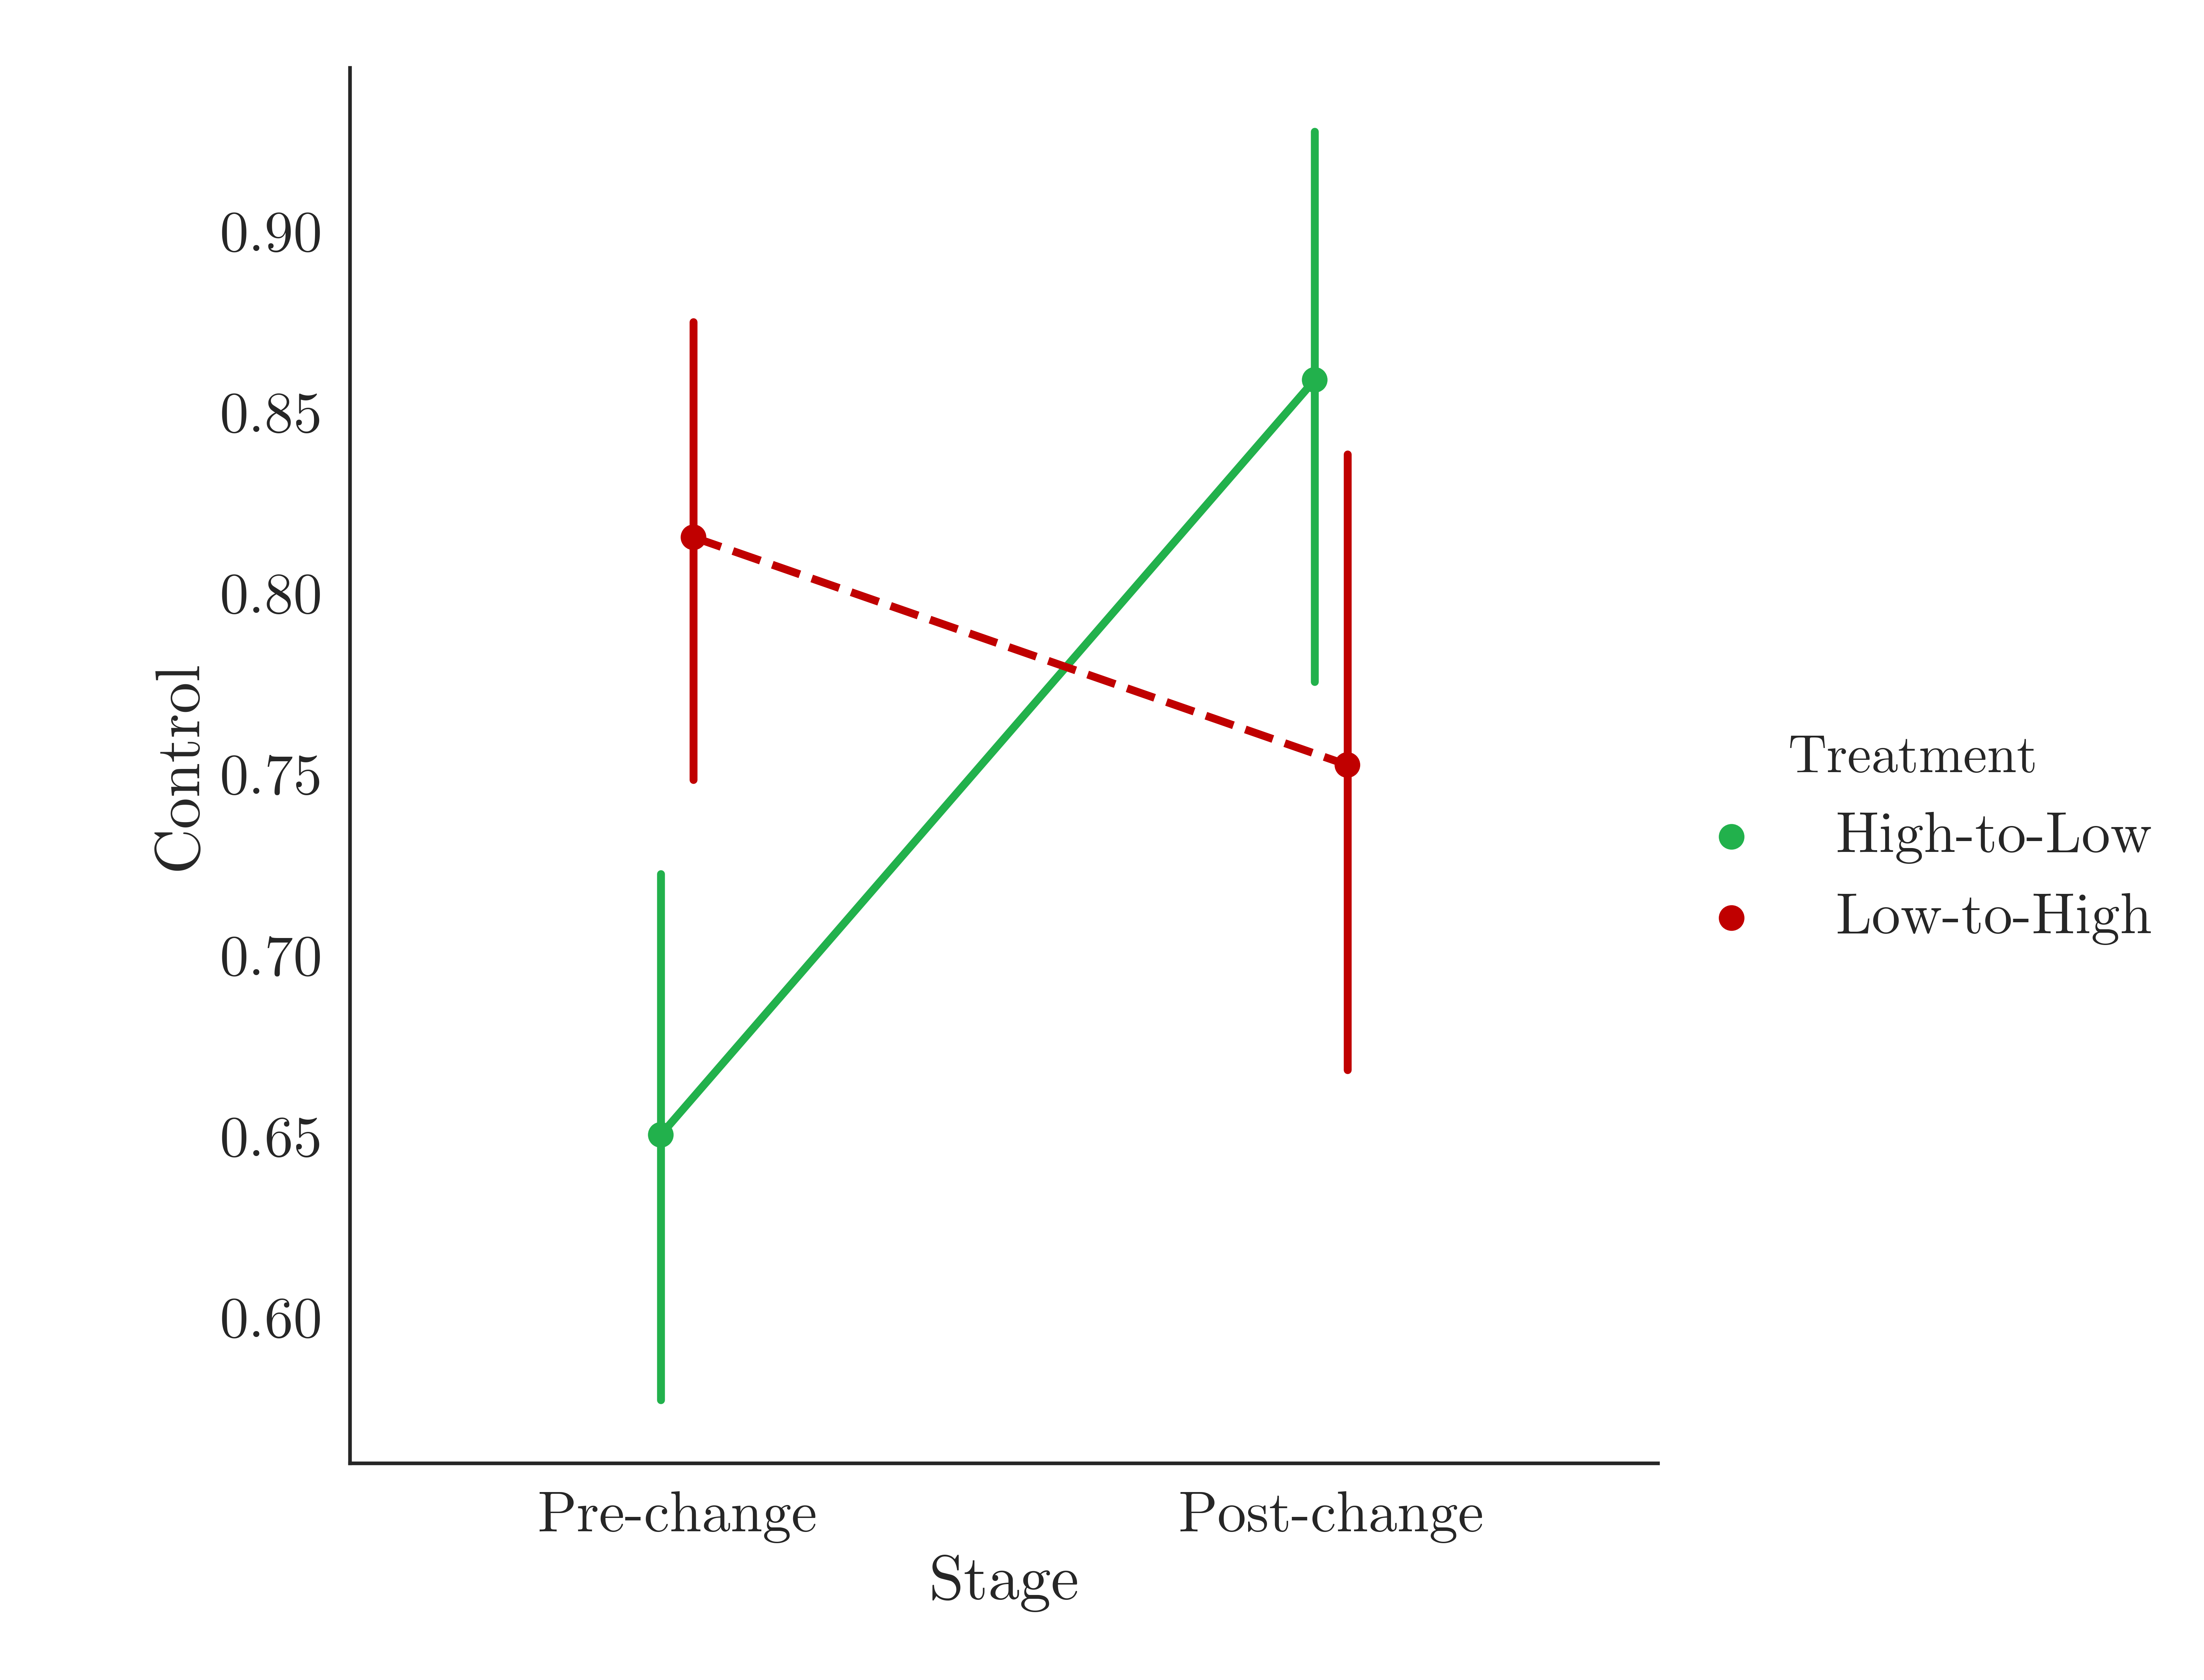 0.90
0.85
0.80
0.75
0.70
0.65
0.60
Control
Pre-change
Post-change
Stage
Treatment
High-to-Low
Low-to-High